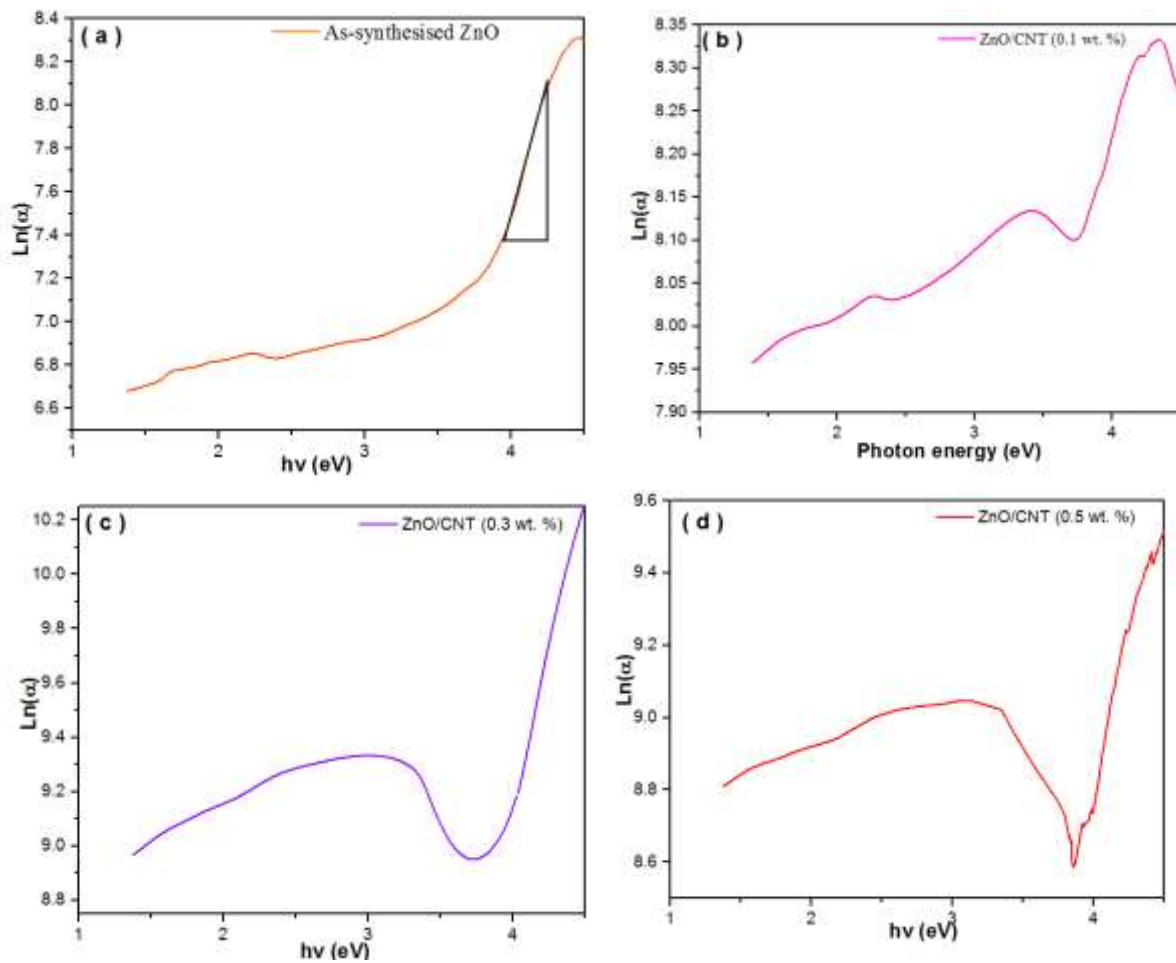 ( a )
As-synthesised ZnO
8.4
8.2
8.0
7.8
7.6
7.4
7.2
7.0
6.8
6.6
Ln(α)
1 2 3 4
hν (eV)
( b )
ZnO/CNT (0.1 wt. %)
8.35
8.30
8.25
8.20
8.15
8.10
8.05
8.00
7.95
7.90
Ln(α)
1 2 3 4
Photon energy (eV)
( c )
ZnO/CNT (0.3 wt. %)
10.2
10.0
9.8
9.6
9.4
9.2
9.0
8.8
Ln(α)
1 2 3 4
hν (eV)
( d )
ZnO/CNT (0.5 wt. %)
9.6
9.4
9.2
9.0
8.8
8.6
Ln(α)
1 2 3 4
hν (eV)